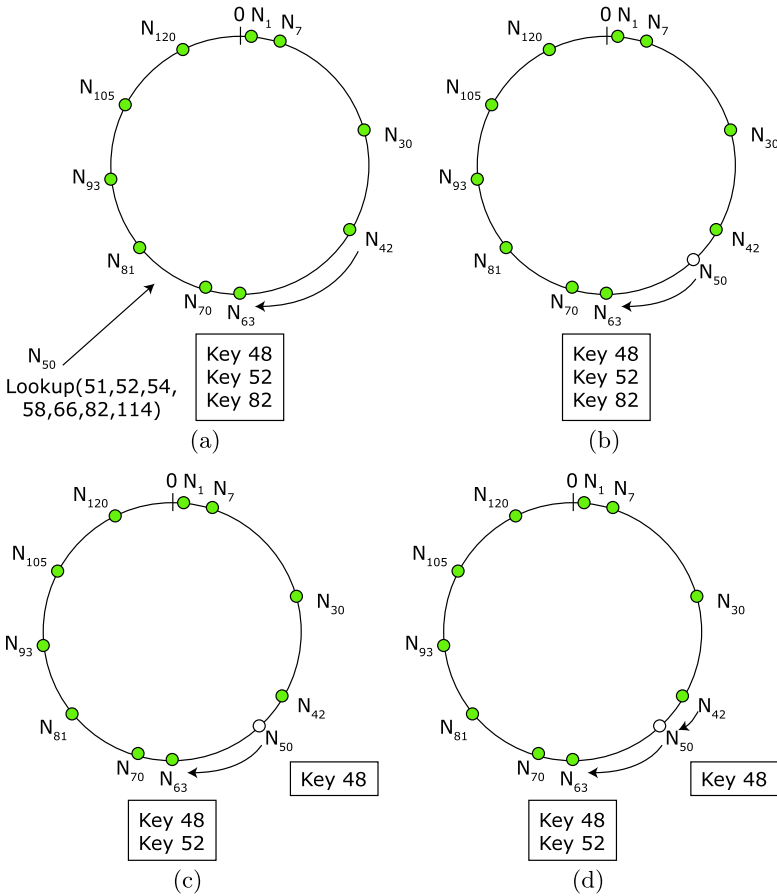 0 N1 N7
N120
N105
N30
N93
N42
N81
N70
N63
N50
Lookup(51,52,54,
58,66,82,114)
Key 48
Key 52
Key 82
(a)
0 N1 N7
N120
N105
N30
N93
N42
N81
N50
N70
N63
Key 48
Key 52
Key 82
(b)
0 N1 N7
N120
N105
N30
N93
N42
N81
N50
N70
N63
Key 48
Key 48
Key 52
(c)
0 N1 N7
N120
N105
N30
N93
N42
N81
N50
N70
N63
Key 48
Key 48
Key 52
(d)